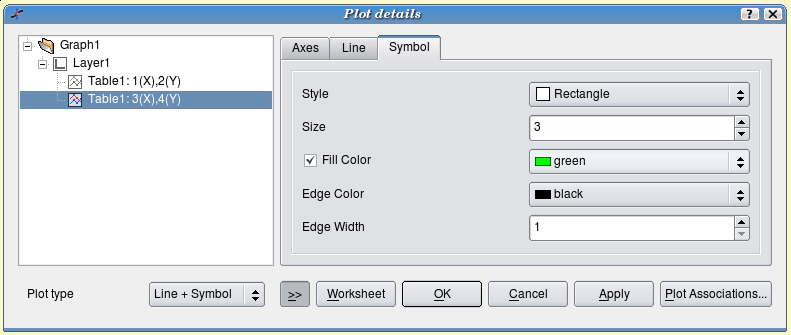 Plot details
? X
Graph1
Layer1
Table1: 1(X),2(Y)
Table1: 3(X),4(Y)
Axes Line Symbol
Style Rectangle
Size 3
Fill Color green
Edge Color black
Edge Width 1
Plot type Line + Symbol >> Worksheet OK Cancel Apply Plot Associations...